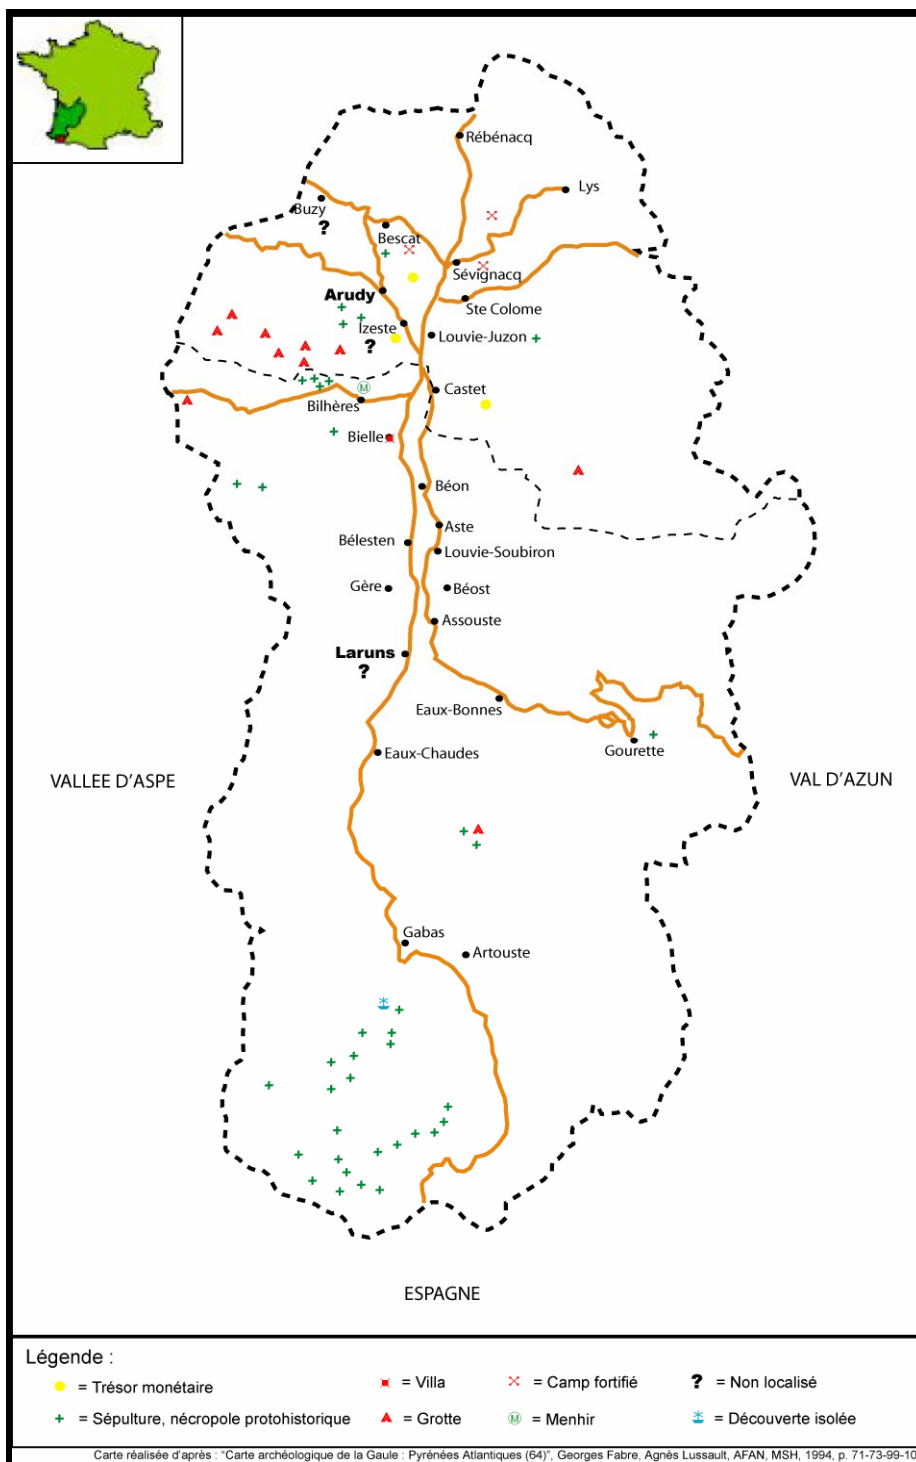 Rébénacq
Lys
Buzy
?
Bescat
Sévignacq
Arudy
Ste Colome
Izeste
?
Louvie-Juzon
M
Castet
Bilhères
Bielle
Béon
Aste
Bélesten
Louvie-Soubiron
Gère
Béost
Assouste
Laruns
?
Eaux-Bonnes
Gourette
Eaux-Chaudes
VALLEE D'ASPE
VAL D'AZUN
Gabas
Artouste
ESPAGNE
Légende :
= Trésor monétaire
= Villa
= Camp fortifié
? = Non localisé
= Sépulture, nécropole protohistorique
= Grotte
M = Menhir
= Découverte isolée
Carte réalisée d'après : "Carte archéologique de la Gaule : Pyrénées Atlantiques (64)", Georges Fabre, Agnès Lussault, AFAN, MSH, 1994, p. 71-73-99-10